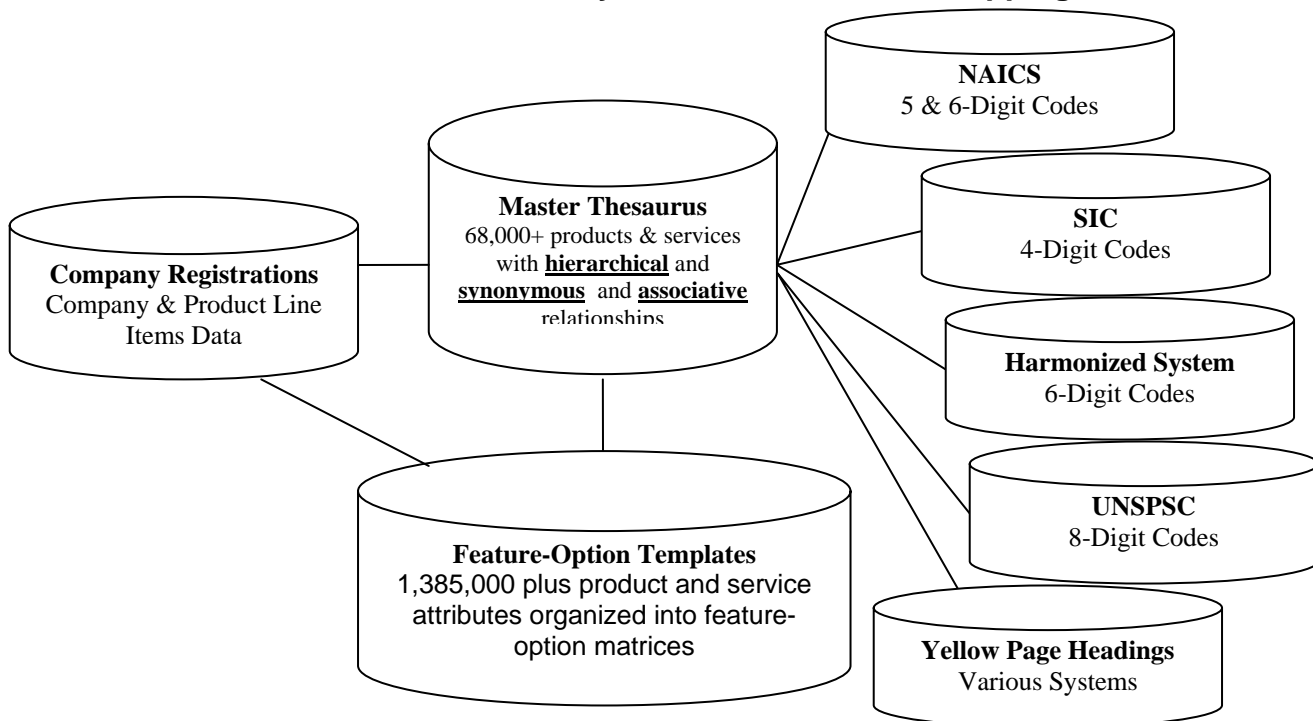 NAICS
5 & 6-Digit Codes
SIC
4-Digit Codes
Master Thesaurus
68,000+ products & services
with hierarchical and
synonymous and associative
relationships
Company Registrations
Company & Product Line
Items Data
Harmonized System
6-Digit Codes
UNSPSC
8-Digit Codes
Feature-Option Templates
1,385,000 plus product and service
attributes organized into feature-
option matrices
Yellow Page Headings
Various Systems